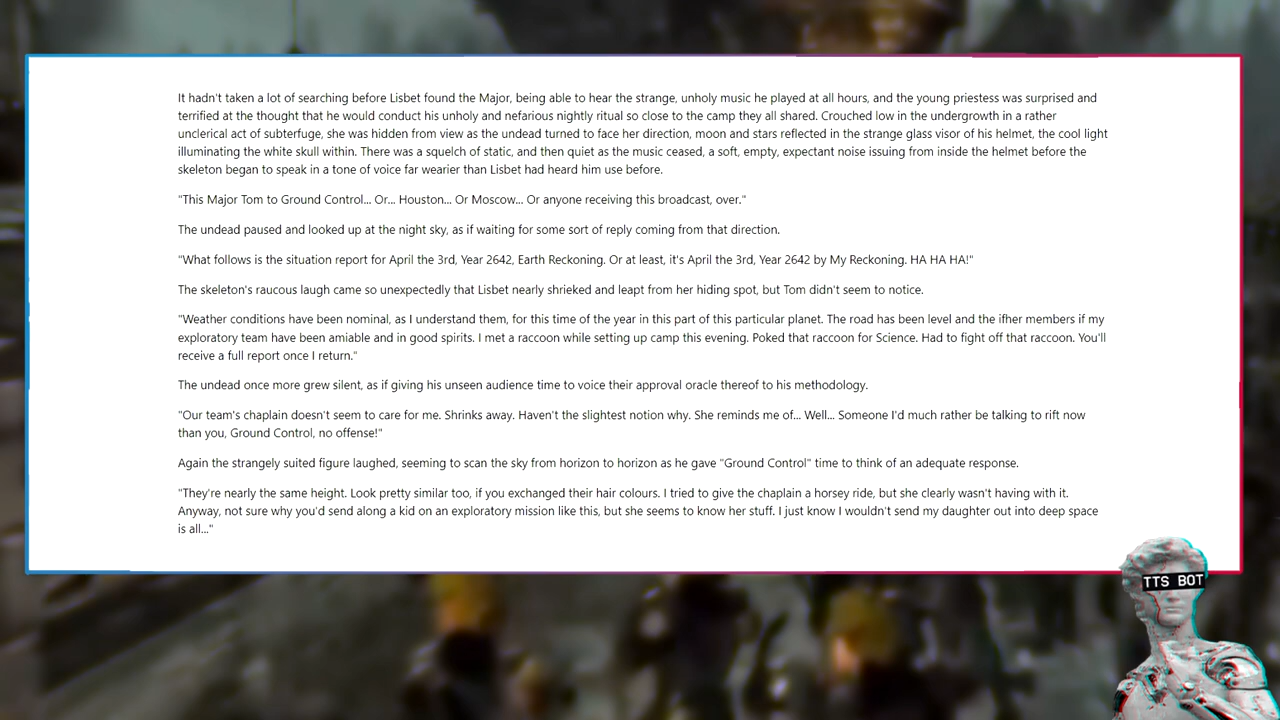 It hadn't taken a lot of searching before Lisbet found the Major, being able to hear the strange, unholy music he played at all hours, and the young priestess was surprised and
terrified at the thought that he would conduct his unholy and nefarious nightly ritual so close to the camp they all shared. Crouched low in the undergrowth in a rather
unclerical act of subterfuge, she was hidden from view as the undead turned to face her direction, moon and stars reflected in the strange glass visor of his helmet, the cool light
illuminating the white skull within. There was a squelch of static, and then quiet as the music ceased, a soft, empty, expectant noise issuing from inside the helmet before the
skeleton began to speak in a tone of voice far wearier than Lisbet had heard him use before.
"This Major Tom to Ground Control... Or... Houston... Or Moscow... Or anyone receiving this broadcast, over."
The undead paused and looked up at the night sky, as if waiting for some sort of reply coming from that direction.
"What follows is the situation report for April the 3rd, Year 2642, Earth Reckoning. Or at least, it's April the 3rd, Year 2642 by My Reckoning. HA HA HA!"
The skeleton's raucous laugh came so unexpectedly that Lisbet nearly shrieked and leapt from her hiding spot, but Tom didn't seem to notice.
"Weather conditions have been nominal, as I understand them, for this time of the year in this part of this particular planet. The road has been level and the ifher members if my
exploratory team have been amiable and in good spirits. I met a raccoon while setting up camp this evening. Poked that raccoon for Science. Had to fight off that raccoon. You'll
receive a full report once I return."
The undead once more grew silent, as if giving his unseen audience time to voice their approval oracle thereof to his methodology.
"Our team's chaplain doesn't seem to care for me. Shrinks away. Haven't the slightest notion why. She reminds me of... Well... Someone I'd much rather be talking to rift now
than you, Ground Control, no offense!"
Again the strangely suited figure laughed, seeming to scan the sky from horizon to horizon as he gave "Ground Control" time to think of an adequate response.
"They're nearly the same height. Look pretty similar too, if you exchanged their hair colours. I tried to give the chaplain a horsey ride, but she clearly wasn't having with it.
Anyway, not sure why you'd send along a kid on an exploratory mission like this, but she seems to know her stuff. I just know I wouldn't send my daughter out into deep space
is all..."
TTS BOT